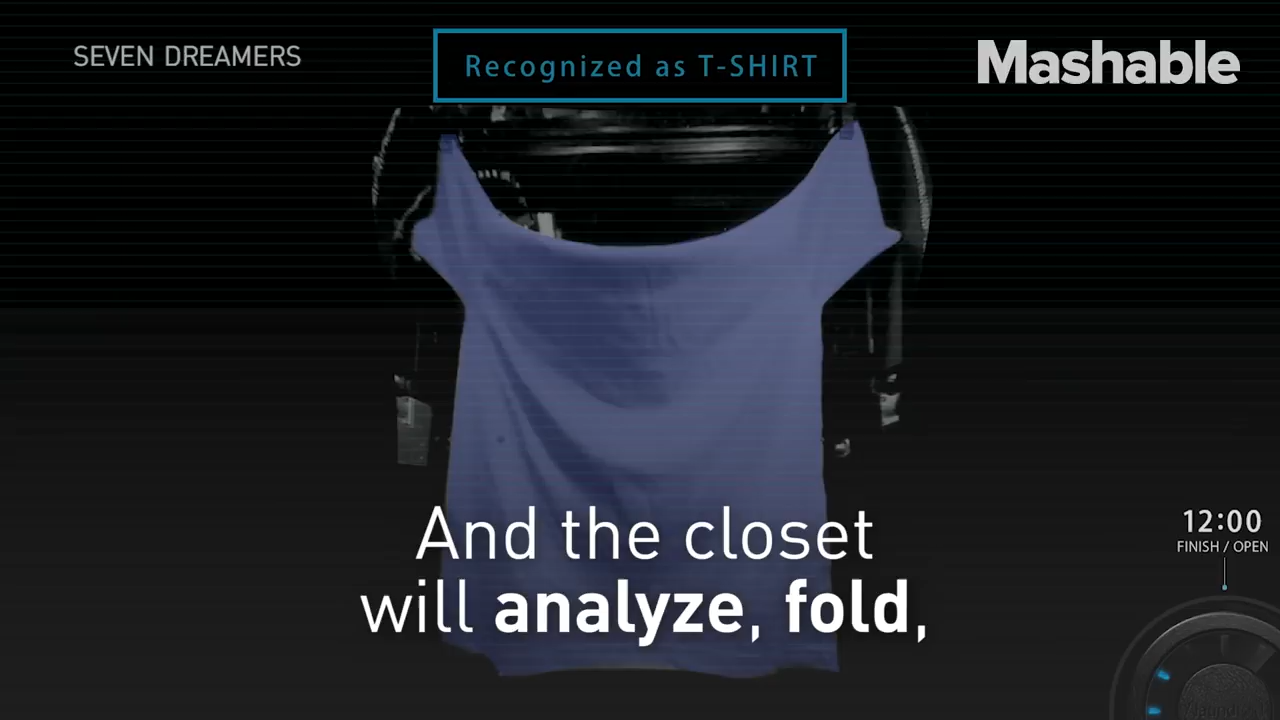 SEVEN DREAMERS
Recognized as T-SHIRT
Mashable
And the closet
will analyze, fold,
12:00
FINISH / OPEN